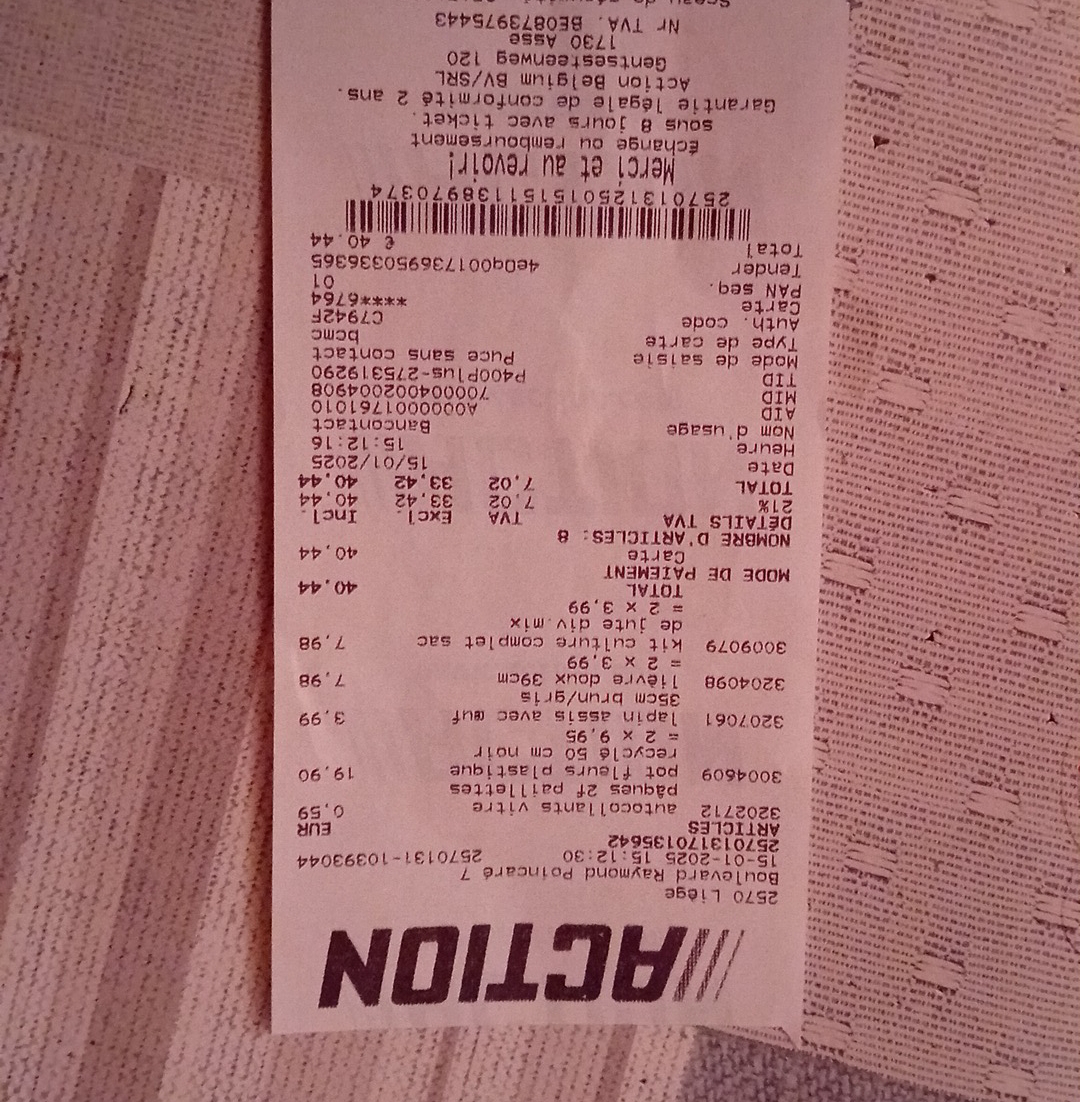 ACTION
2570 Liège
Boulevard Raymond Poincaré 7
15-01-2025 15:12:30 2570131-10393044
25701317013564​2
ARTICLES EUR
3202712 autocollants vitre 0,59
pâques 2f paillettes
3004609 pot fleurs plastique 19,90
recyclé 50 cm noir
= 2 x 9,95
3207061 lapin assis avec œuf 3,99
35cm brun/gris
3204098 lièvre doux 39cm 7,98
= 2 x 3,99
3009079 kit culture complet sac 7,98
de jute div.mix
= 2 x 3,99
TOTAL 40,44
MODE DE PAIEMENT
Carte 40,44
NOMBRE D'ARTICLES: 8
DÉTAILS TVA TVA Excl. Incl.
21% 7,02 33,42 40,44
TOTAL 7,02 33,42 40,44
Date 15/01/2025
Heure 15:12:16
Nom d'usage Bancontact
AID A0000001761010
MID 7000040020004908
TID P400Plus-275319290
Mode de saisie Puce sans contact
Type de carte bcmc
Auth. code C7942F
Carte ****6764
PAN seq. 01
Tender 4e0q001736950336365
Total € 40.44
2570131250151511389​70374
Merci et au revoir!
Échange ou remboursement
sous 8 jours avec ticket.
Garantie légale de conformité 2 ans.
Action Belgium BV/SRL
Gentsesteenweg 120
1730 Asse
Nr TVA. BE0873975443